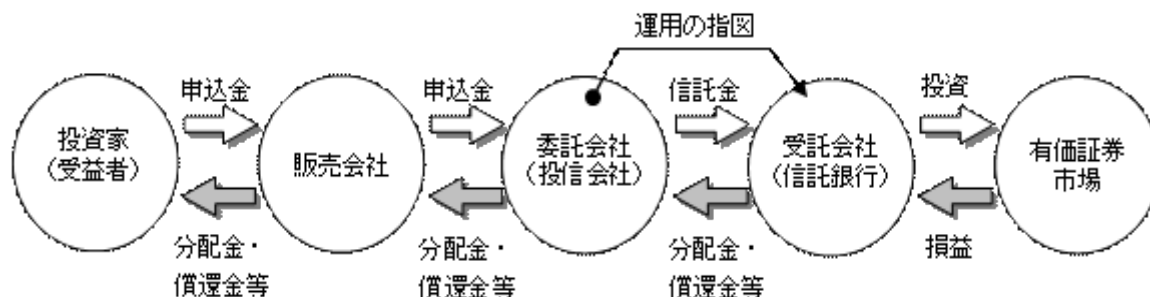 運用の指図
申込金
申込金
信託金
投資
投資家
（受益者）
販売会社
委託会社
（投信会社）
受託会社
（信託銀行）
有価証券
市場
分配金・
償還金等
分配金・
償還金等
分配金・
償還金等
損益